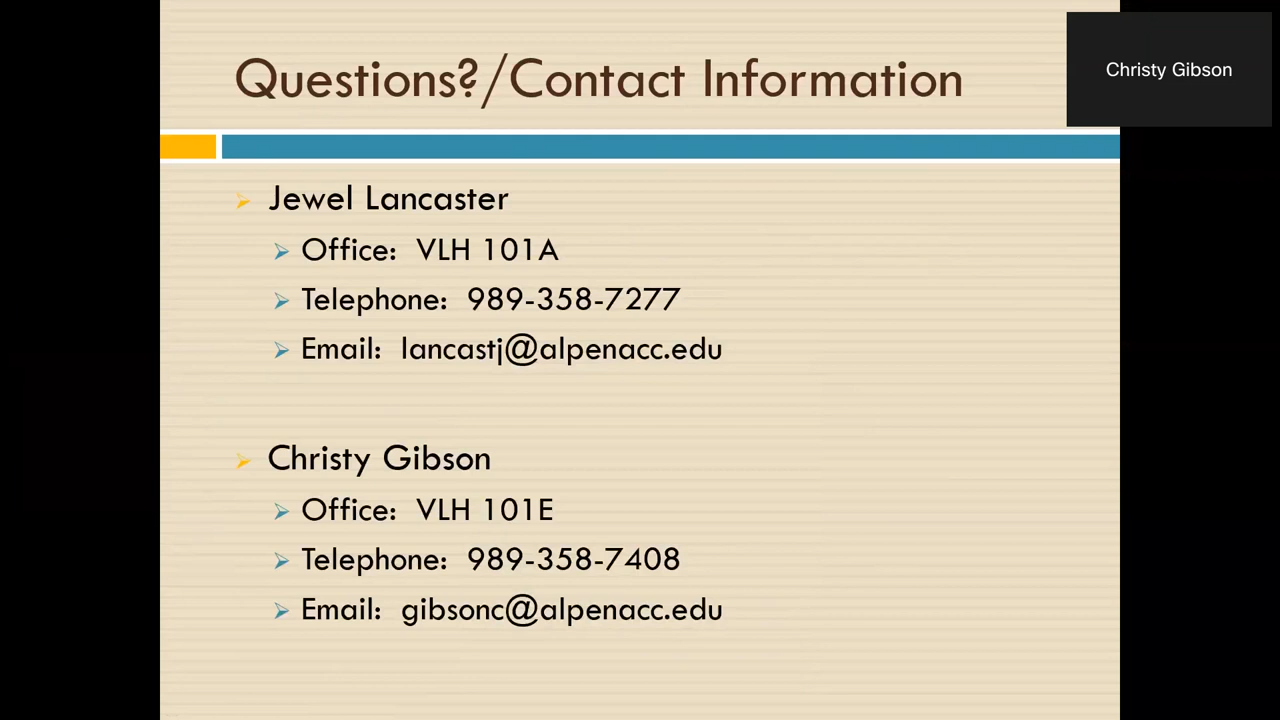 Questions?/Contact Information
Christy Gibson
Jewel Lancaster
Office: VLH 101A
Telephone: 989-358-7277
Email: lancastj@alpenacc.edu
Christy Gibson
Office: VLH 101E
Telephone: 989-358-7408
Email: gibsonc@alpenacc.edu